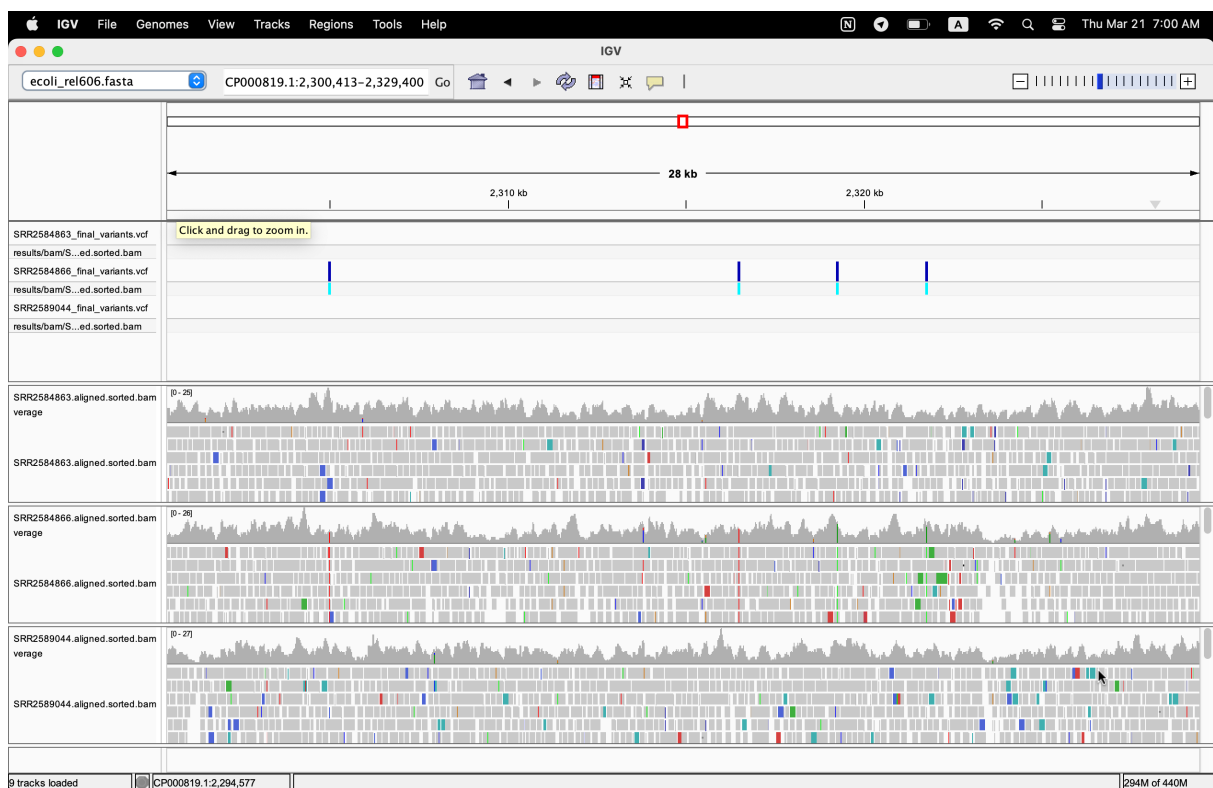 IGV File Genomes View Tracks Regions Tools Help N A Thu Mar 21 7:00 AM
IGV
ecoli_rel606.fasta CP000819.1:2,300,413-2,329,400 Go
28 kb
2,310 kb 2,320 kb
SRR2584863_final_variants.vcf Click and drag to zoom in.
results/bam/S...ed.sorted.bam
SRR2584866_final_variants.vcf
results/bam/S...ed.sorted.bam
SRR2589044_final_variants.vcf
results/bam/S...ed.sorted.bam
SRR2584863.aligned.sorted.bam [0 - 25]
verage
SRR2584863.aligned.sorted.bam
SRR2584866.aligned.sorted.bam [0 - 26]
verage
SRR2584866.aligned.sorted.bam
SRR2589044.aligned.sorted.bam [0 - 27]
verage
SRR2589044.aligned.sorted.bam
9 tracks loaded CP000819.1:2,294,577 294M of 440M